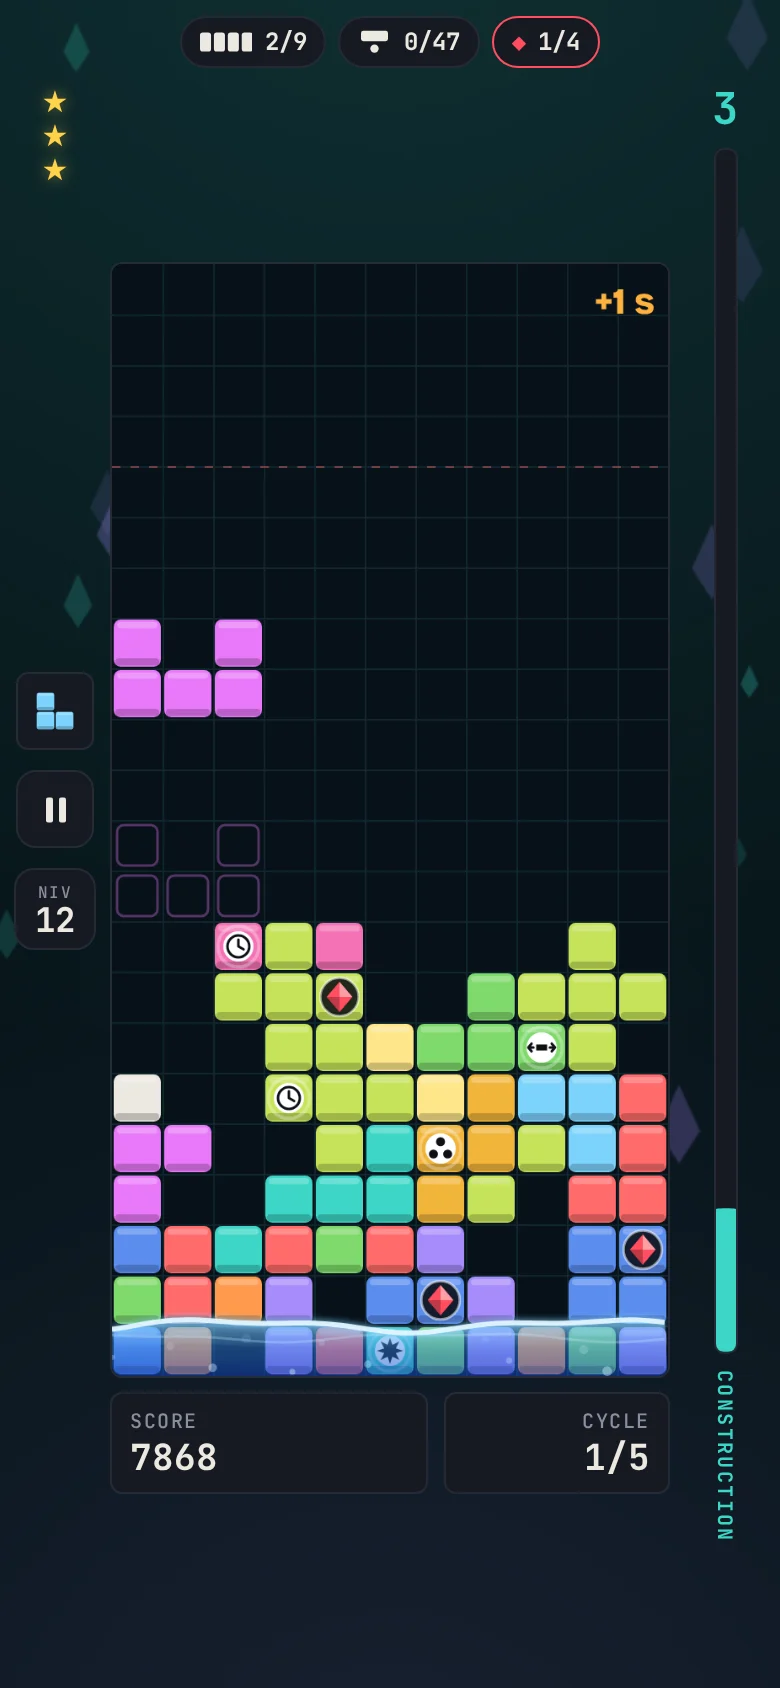 2/9
0/47
1/4
3
+1 s
NIV
12
SCORE
7868
CYCLE
1/5
CONSTRUCTION